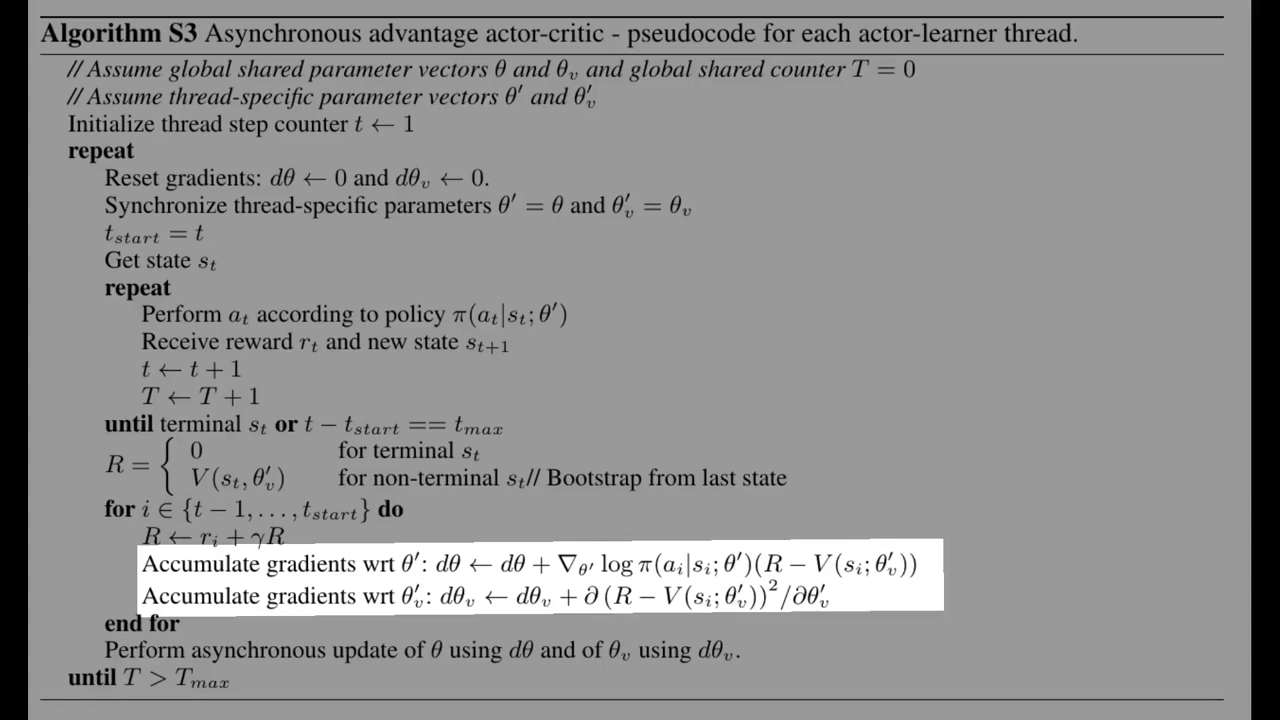 Algorithm S3 Asynchronous advantage actor-critic - pseudocode for each actor-learner thread.
// Assume global shared parameter vectors θ and θ_v and global shared counter T = 0
// Assume thread-specific parameter vectors θ′ and θ′_v
Initialize thread step counter t ← 1
repeat
Reset gradients: dθ ← 0 and dθ_v ← 0.
Synchronize thread-specific parameters θ′ = θ and θ′_v = θ_v
t_start = t
Get state s_t
repeat
Perform a_t according to policy π(a_t|s_t; θ′)
Receive reward r_t and new state s_{t+1}
t ← t + 1
T ← T + 1
until terminal s_t or t − t_start == t_max
R = { 0 for terminal s_t
V(s_t, θ′_v) for non-terminal s_t// Bootstrap from last state
for i ∈ {t − 1, . . . , t_start} do
R ← r_i + γR
Accumulate gradients wrt θ′: dθ ← dθ + ∇_θ′ log π(a_i|s_i; θ′)(R − V(s_i; θ′_v))
Accumulate gradients wrt θ′_v: dθ_v ← dθ_v + ∂ (R − V(s_i; θ′_v))² /∂θ′_v
end for
Perform asynchronous update of θ using dθ and of θ_v using dθ_v.
until T > T_max